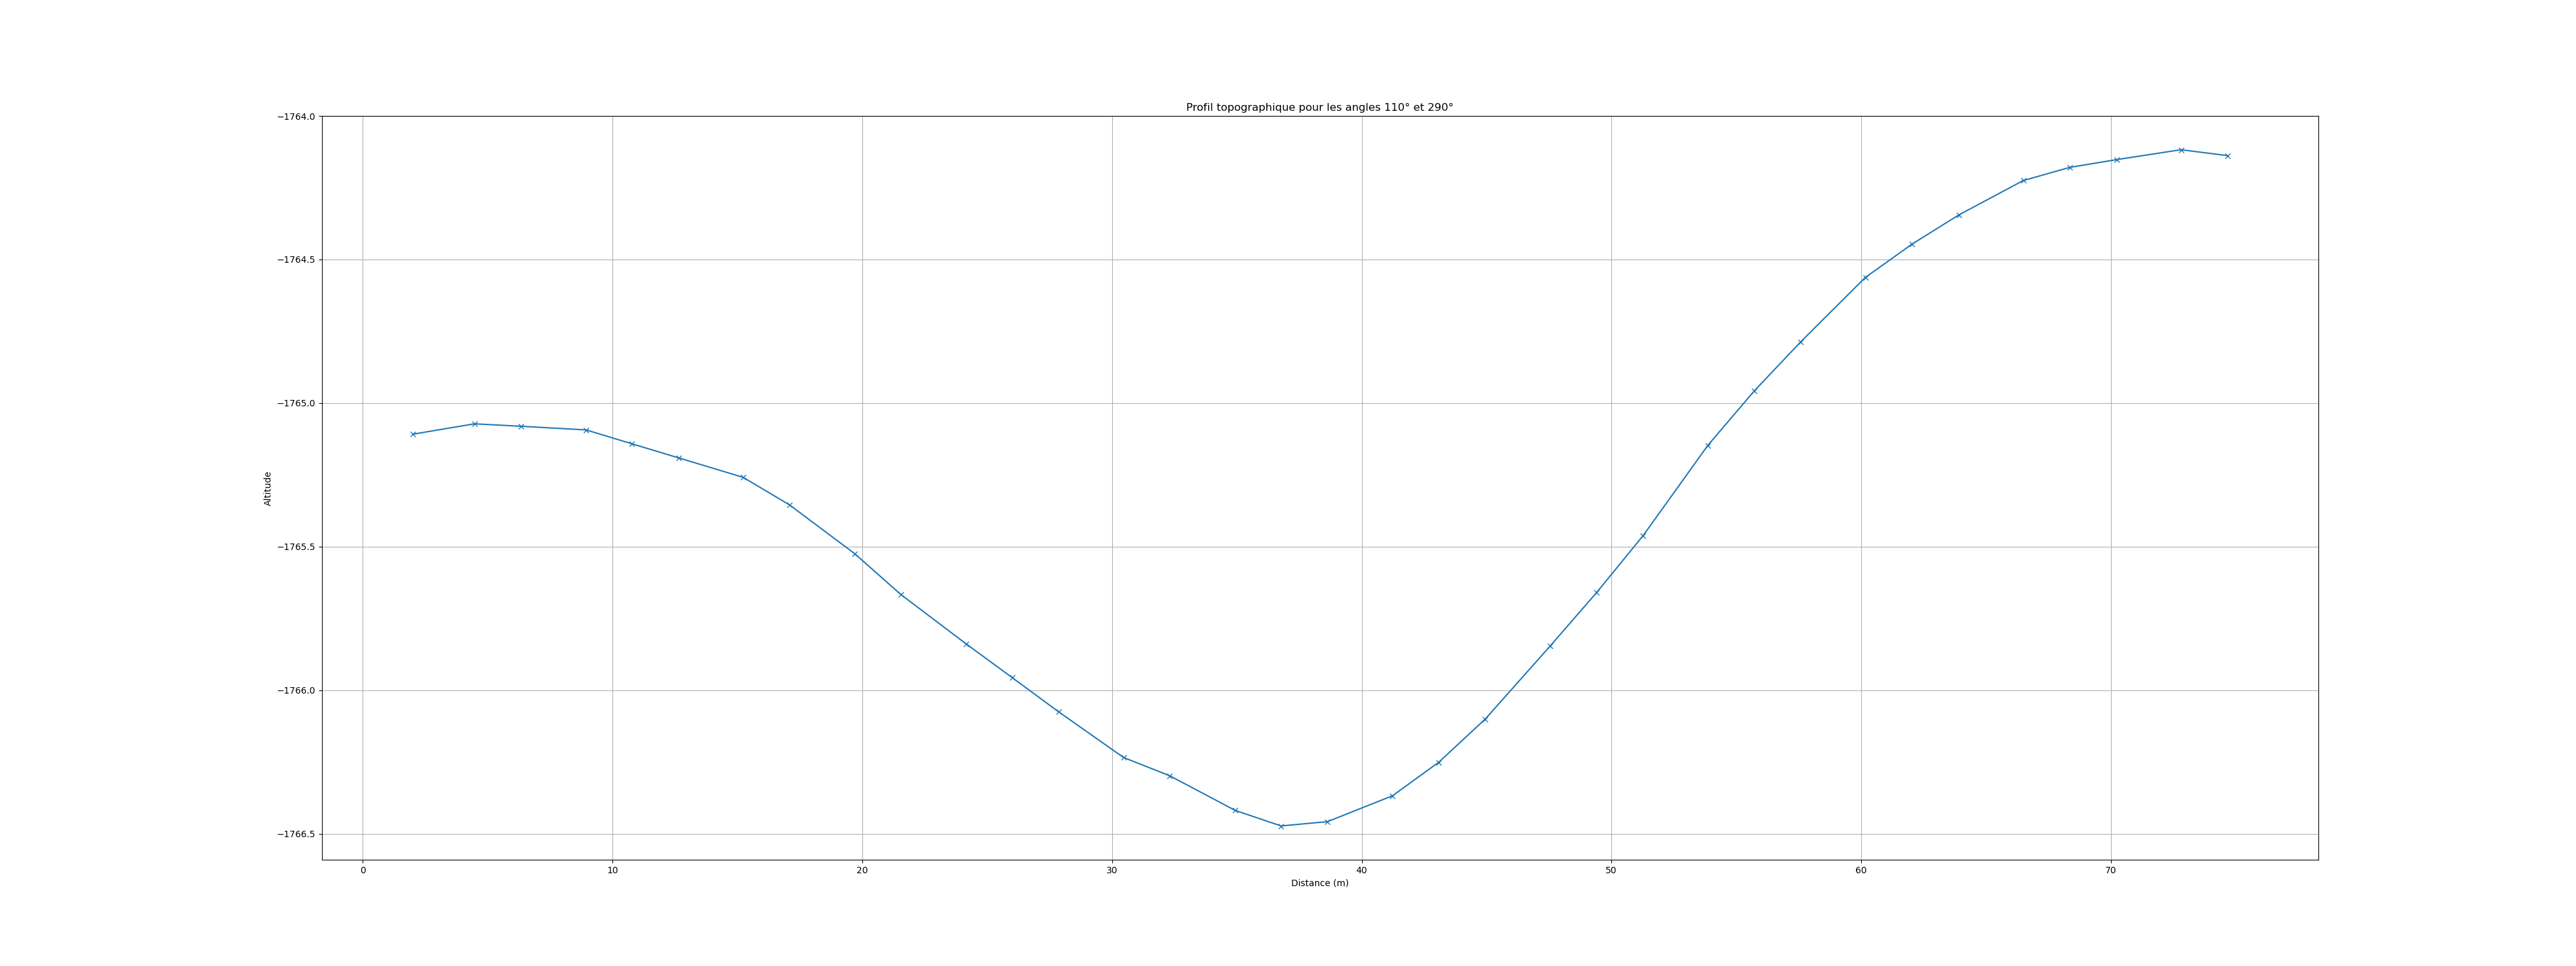 Profil topographique pour les angles 110° et 290°
−1764.0
−1764.5
−1765.0
−1765.5
−1766.0
−1766.5
Altitude
0 10 20 30 40 50 60 70
Distance (m)